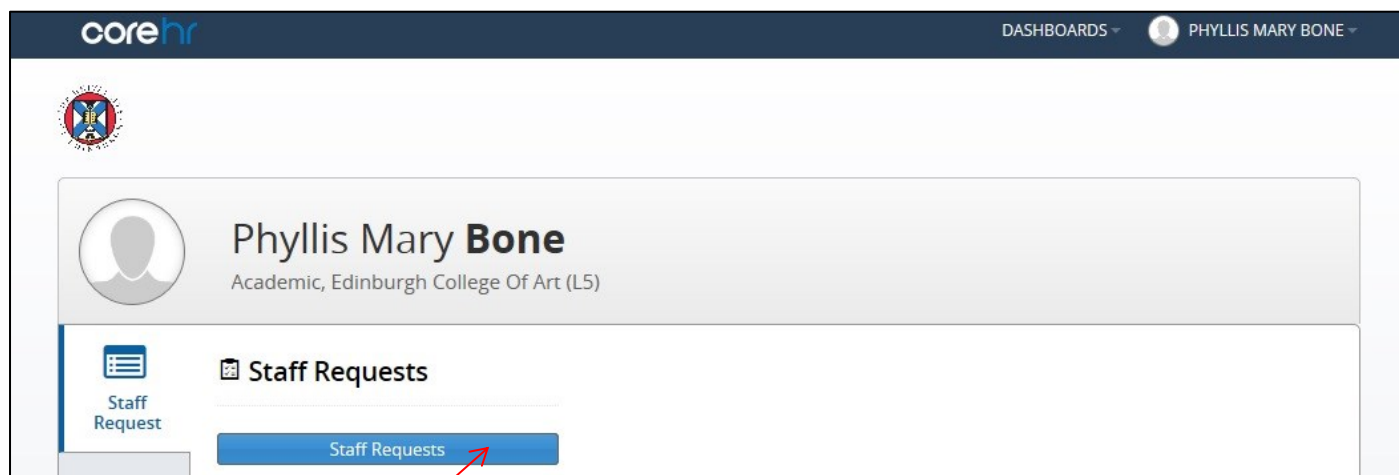 corehr
DASHBOARDS PHYLLIS MARY BONE
Phyllis Mary Bone
Academic, Edinburgh College Of Art (L5)
Staff Requests
Staff
Request
Staff Requests